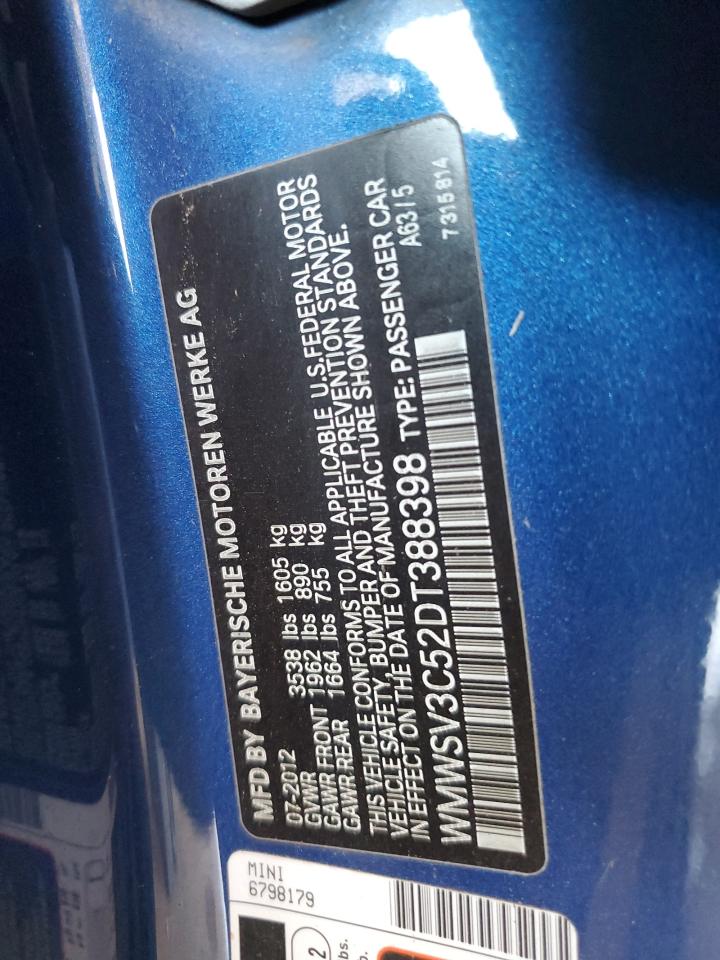 MFD BY BAYERISCHE MOTOREN WERKE AG
07-2012
GVWR 3538 lbs 1605 kg
GAWR FRONT 1962 lbs 890 kg
GAWR REAR 1664 lbs 755 kg
THIS VEHICLE CONFORMS TO ALL APPLICABLE U.S.FEDERAL MOTOR
VEHICLE SAFETY, BUMPER AND THEFT PREVENTION STANDARDS
IN EFFECT ON THE DATE OF MANUFACTURE SHOWN ABOVE.
WMWSV3C52DT388398 TYPE: PASSENGER CAR
A63/5
7315814
MINI
6798179
2
lbs.